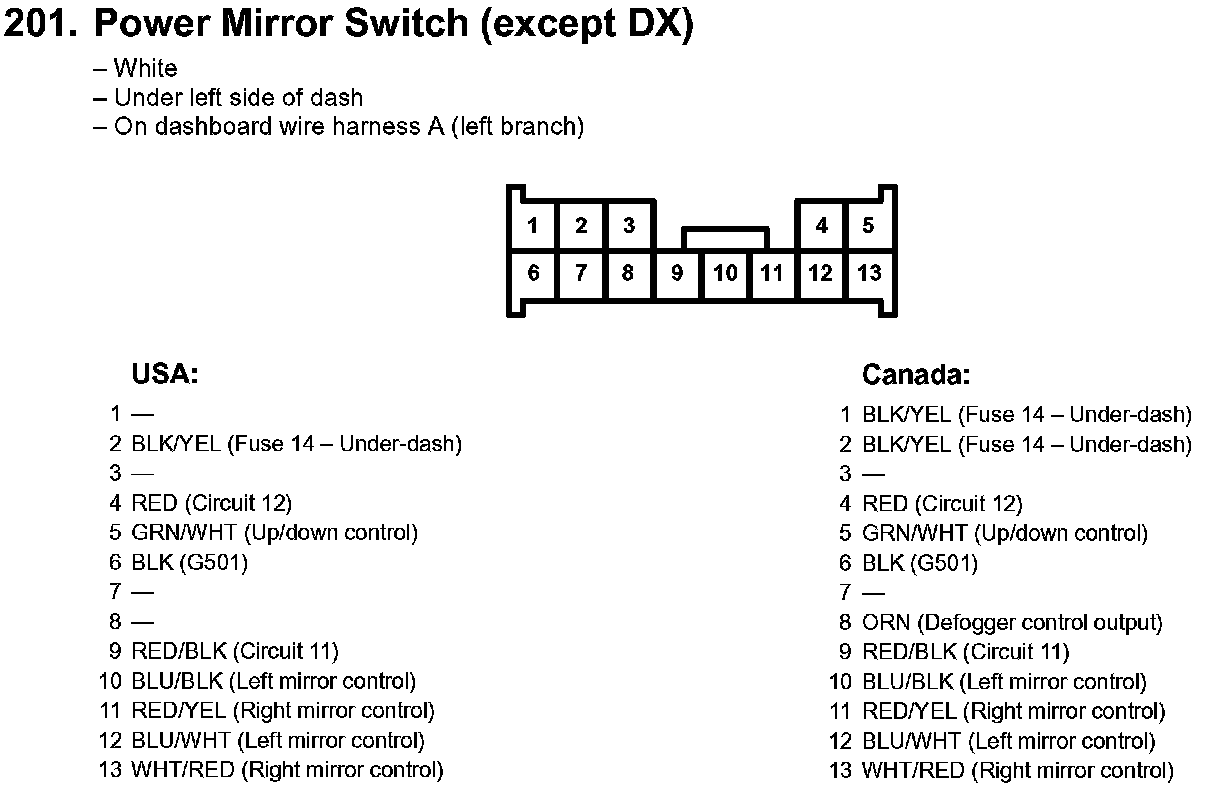 201. Power Mirror Switch (except DX)
– White
– Under left side of dash
– On dashboard wire harness A (left branch)
1 2 3 4 5
6 7 8 9 10 11 12 13
USA:
1 —
2 BLK/YEL (Fuse 14 – Under-dash)
3 —
4 RED (Circuit 12)
5 GRN/WHT (Up/down control)
6 BLK (G501)
7 —
8 —
9 RED/BLK (Circuit 11)
10 BLU/BLK (Left mirror control)
11 RED/YEL (Right mirror control)
12 BLU/WHT (Left mirror control)
13 WHT/RED (Right mirror control)
Canada:
1 BLK/YEL (Fuse 14 – Under-dash)
2 BLK/YEL (Fuse 14 – Under-dash)
3 —
4 RED (Circuit 12)
5 GRN/WHT (Up/down control)
6 BLK (G501)
7 —
8 ORN (Defogger control output)
9 RED/BLK (Circuit 11)
10 BLU/BLK (Left mirror control)
11 RED/YEL (Right mirror control)
12 BLU/WHT (Left mirror control)
13 WHT/RED (Right mirror control)